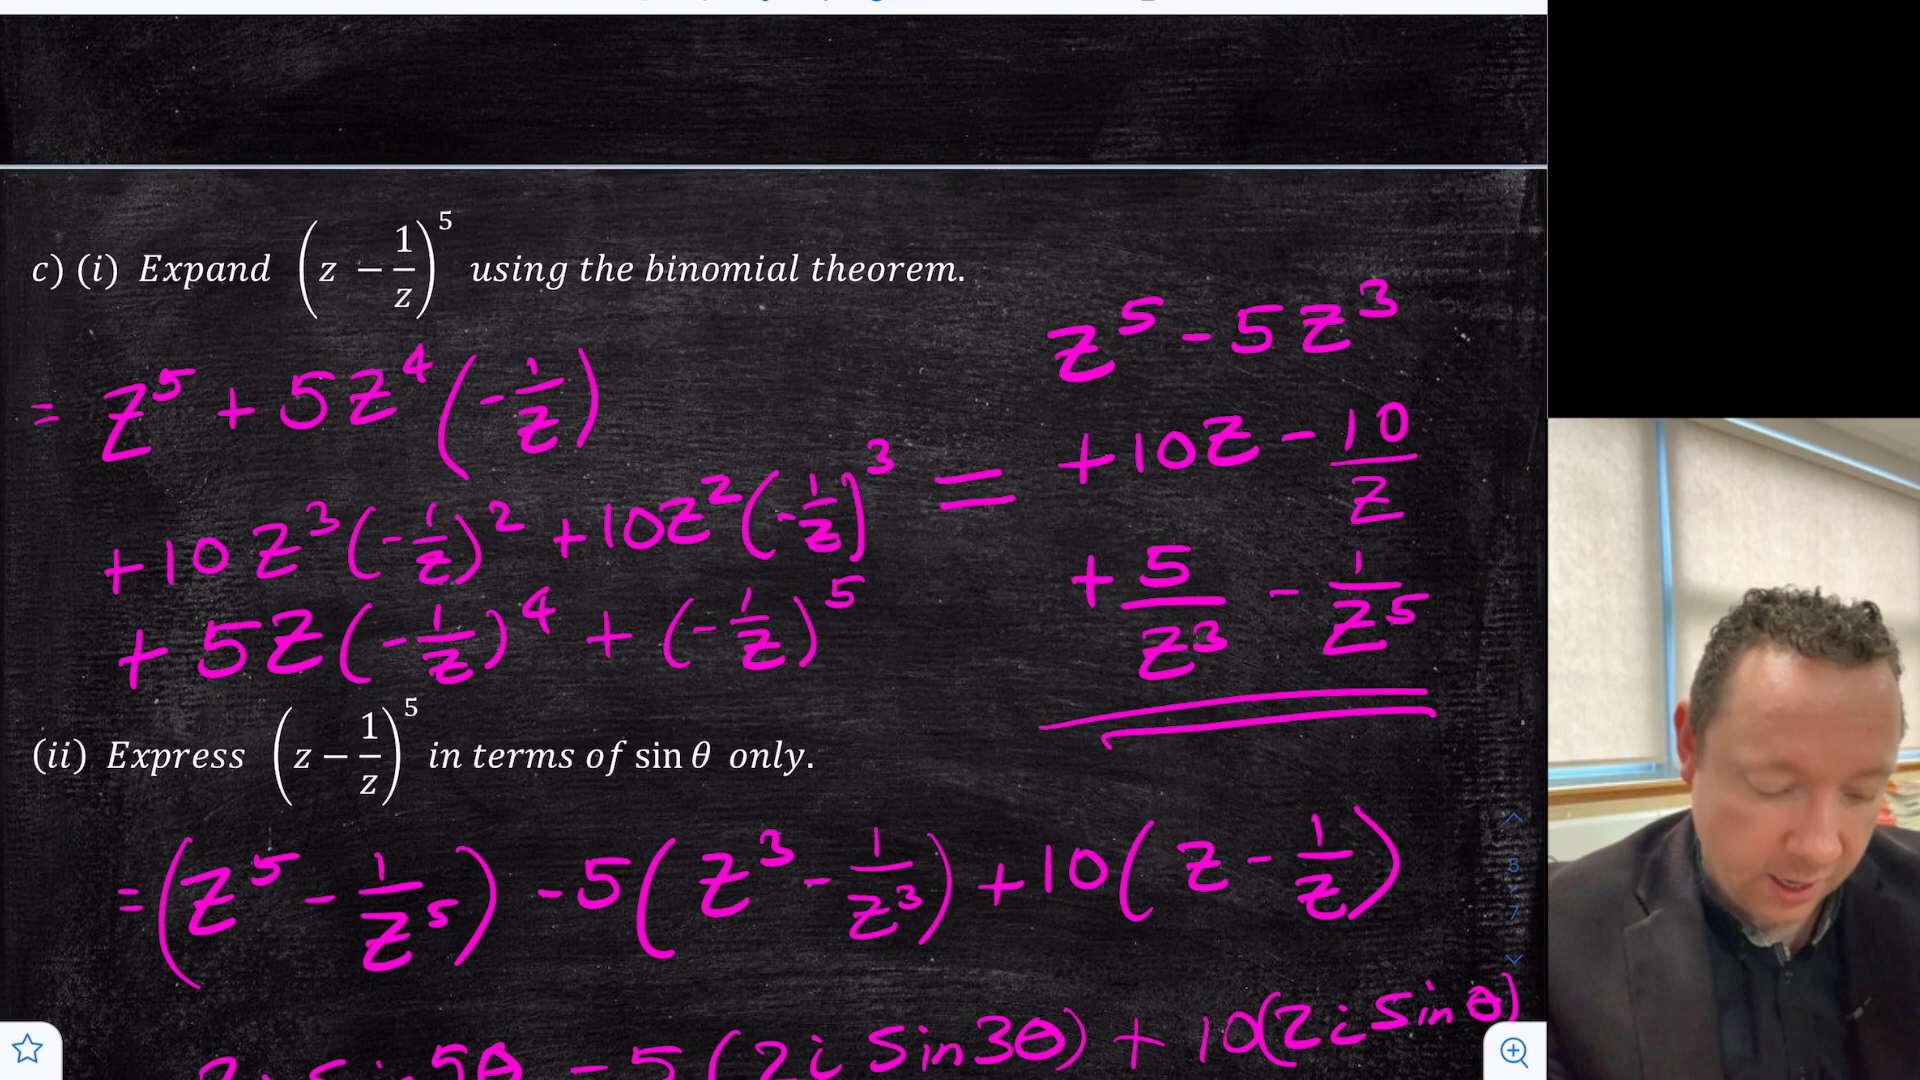 c) (i) Expand (z − 1/z)^5 using the binomial theorem.
= z^5 + 5z^4(-1/z)
+10z^3(-1/z)^2 +10z^2(-1/z]^3
+ 5z(-1/z)^4 + (-1/z)^5
= z^5 - 5z^3
+10z - 10/z
+ 5/z^3 - 1/z^5
(ii) Express (z − 1/z)^5 in terms of sin θ only.
= (z^5 - 1/z^5) -5(z^3 - 1/z^3) +10(z - 1/z)
2i Sin5θ - 5(2i Sin3θ) + 10(2i Sinθ)